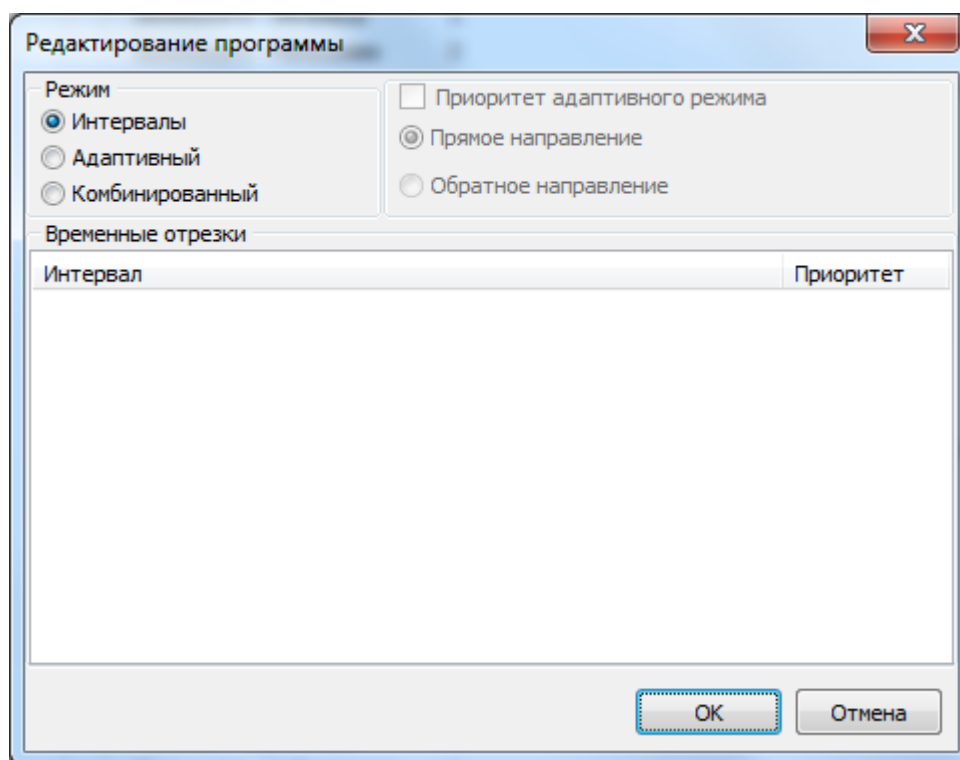 Редактирование программы
Режим
Интервалы
Адаптивный
Комбинированный
Приоритет адаптивного режима
Прямое направление
Обратное направление
Временные отрезки
Интервал Приоритет
OK Отмена